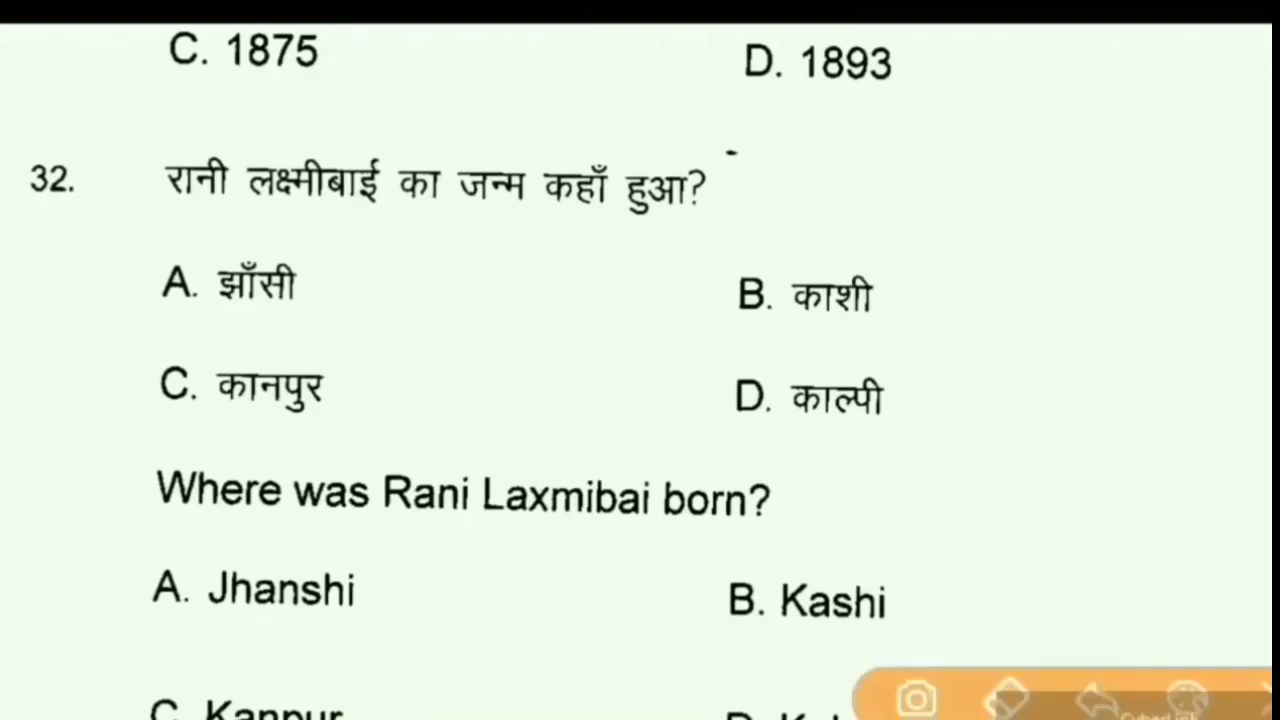 C. 1875 D. 1893
32. रानी लक्ष्मीबाई का जन्म कहाँ हुआ?
A. झाँसी B. काशी
C. कानपुर D. काल्पी
Where was Rani Laxmibai born?
A. Jhanshi B. Kashi
C. Kanpur D.